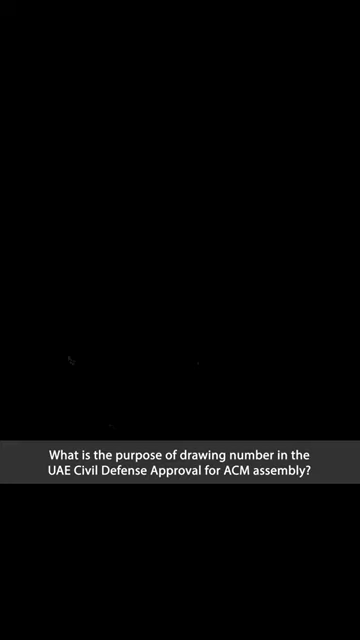 What is the purpose of drawing number in the
UAE Civil Defense Approval for ACM assembly?